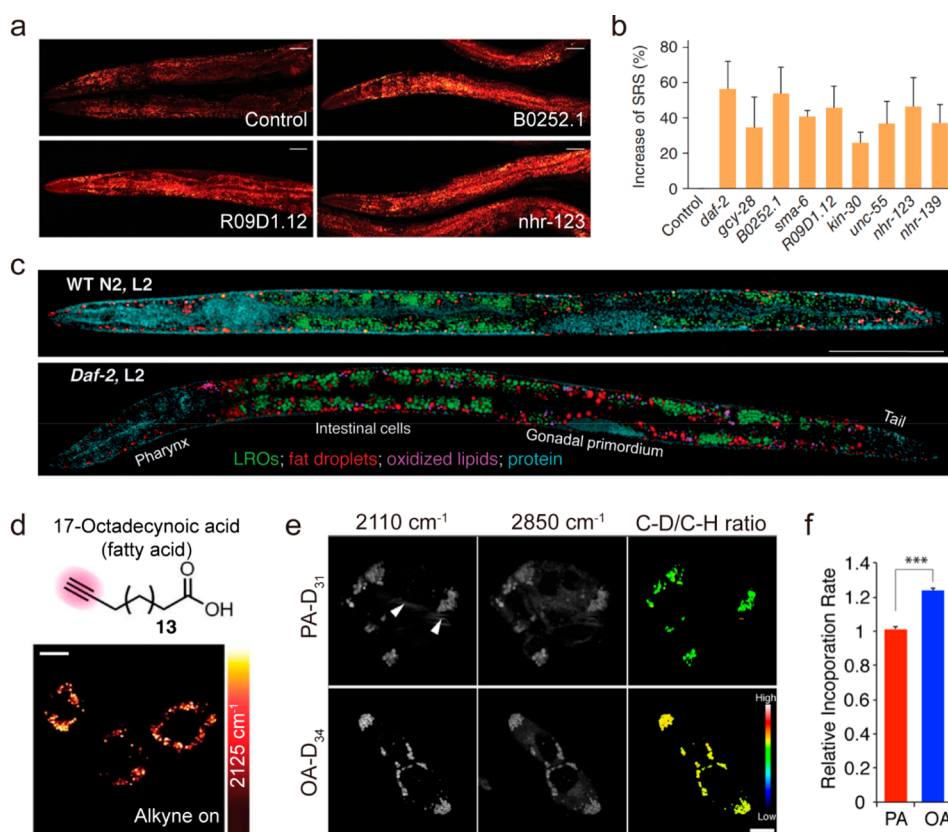 a
Control
B0252.1
R09D1.12
nhr-123
b
Increase of SRS (%)
80
60
40
20
0
Control
daf-2
gcy-28
B0252.1
sma-6
R09D1.12
kin-30
unc-55
nhr-123
nhr-139
c
WT N2, L2
Daf-2, L2
Pharynx
Intestinal cells
Gonadal primordium
Tail
LROs; fat droplets; oxidized lipids; protein
d
17-Octadecynoic acid
(fatty acid)
O
OH
13
2125 cm⁻¹
Alkyne on
e
2110 cm⁻¹
2850 cm⁻¹
C-D/C-H ratio
PA-D₃₁
OA-D₃₄
High
Low
f
Relative Incoporation Rate
***
1.4
1.2
1
0.8
0.6
0.4
0.2
0
PA
OA